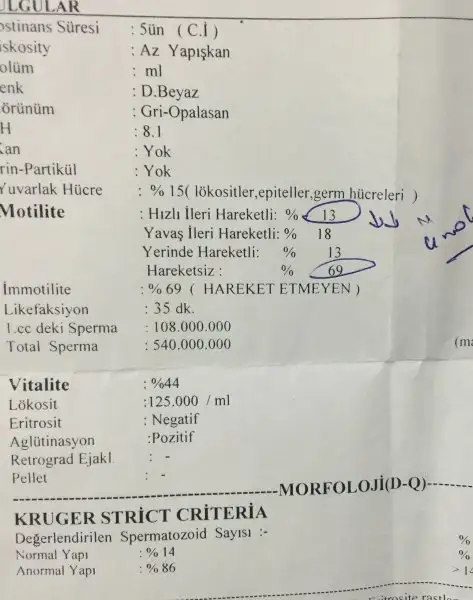 ULGULAR
ostinans Süresi : 5ün ( C.İ )
iskosity : Az Yapışkan
olüm : ml
enk : D.Beyaz
örünüm : Gri-Opalasan
H : 8.1
Kan : Yok
rin-Partikül : Yok
Yuvarlak Hücre : % 15( lökositler,epiteller,germ hücreleri )
Motilite : Hızlı İleri Hareketli: % 13
Yavaş İleri Hareketli: % 18
Yerinde Hareketli: % 13
Hareketsiz : % 69
İmmotilite : % 69 ( HAREKET ETMEYEN )
Likefaksiyon : 35 dk.
1.cc deki Sperma : 108.000.000
Total Sperma : 540.000.000 (ma
Vitalite : %44
Lökosit :125.000 / ml
Eritrosit : Negatif
Aglütinasyon :Pozitif
Retrograd Ejakl. : -
Pellet : -
---MORFOLOJİ(D-Q)---
KRUGER STRİCT CRİTERİA
Değerlendirilen Spermatozoid Sayısı :- %
Normal Yapı : % 14 %
Anormal Yapı : % 86 > 14